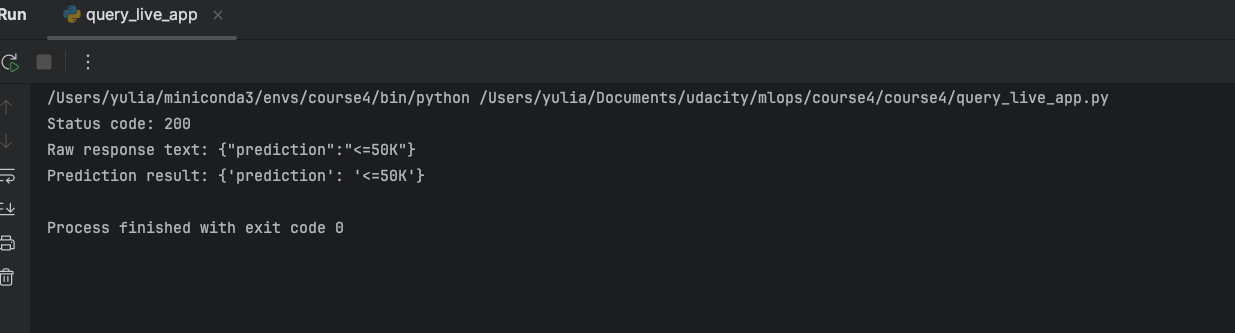 Run query_live_app
/Users/yulia/miniconda3/envs/course4/bin/python /Users/yulia/Documents/udacity/mlops/course4/course4/query_live_app.py
Status code: 200
Raw response text: {"prediction":"<=50K"}
Prediction result: {'prediction': '<=50K'}
Process finished with exit code 0